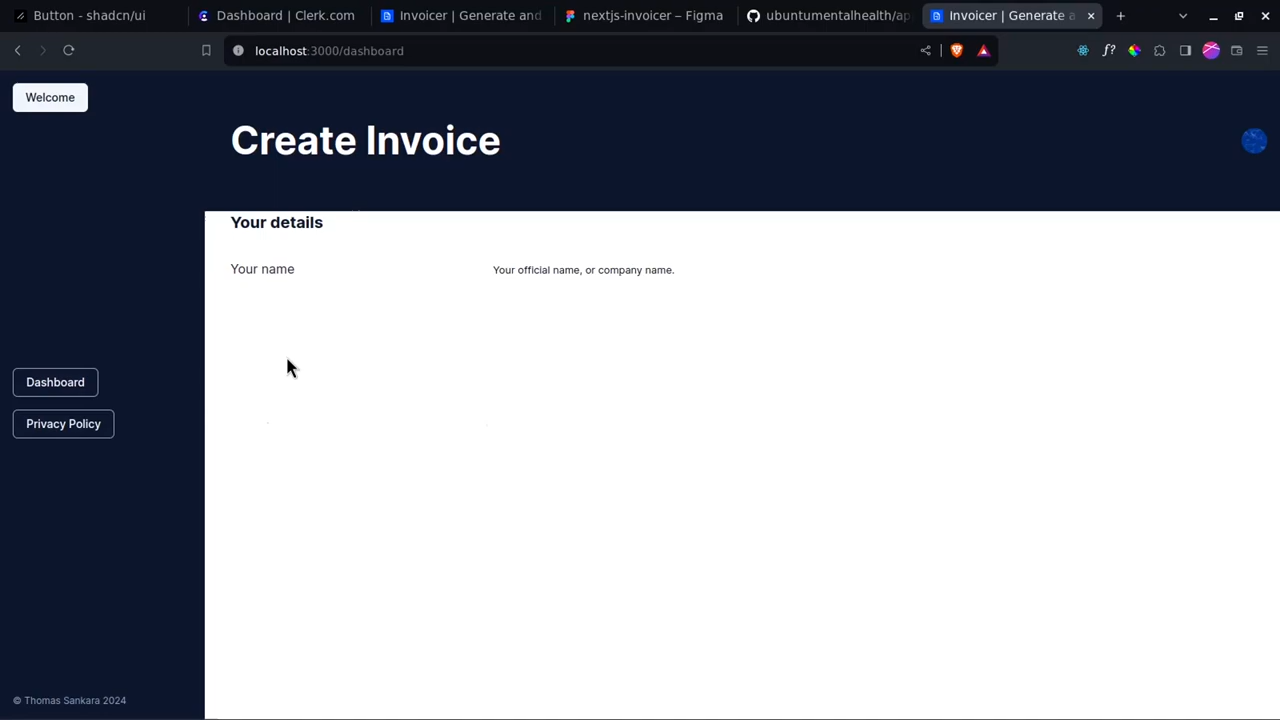 Button - shadcn/ui
Dashboard | Clerk.com
Invoicer | Generate and
nextjs-invoicer – Figma
ubuntumentalhealth/ap
Invoicer | Generate a
localhost:3000/dashboard
Welcome
Create Invoice
Your details
Your name
Your official name, or company name.
Dashboard
Privacy Policy
© Thomas Sankara 2024